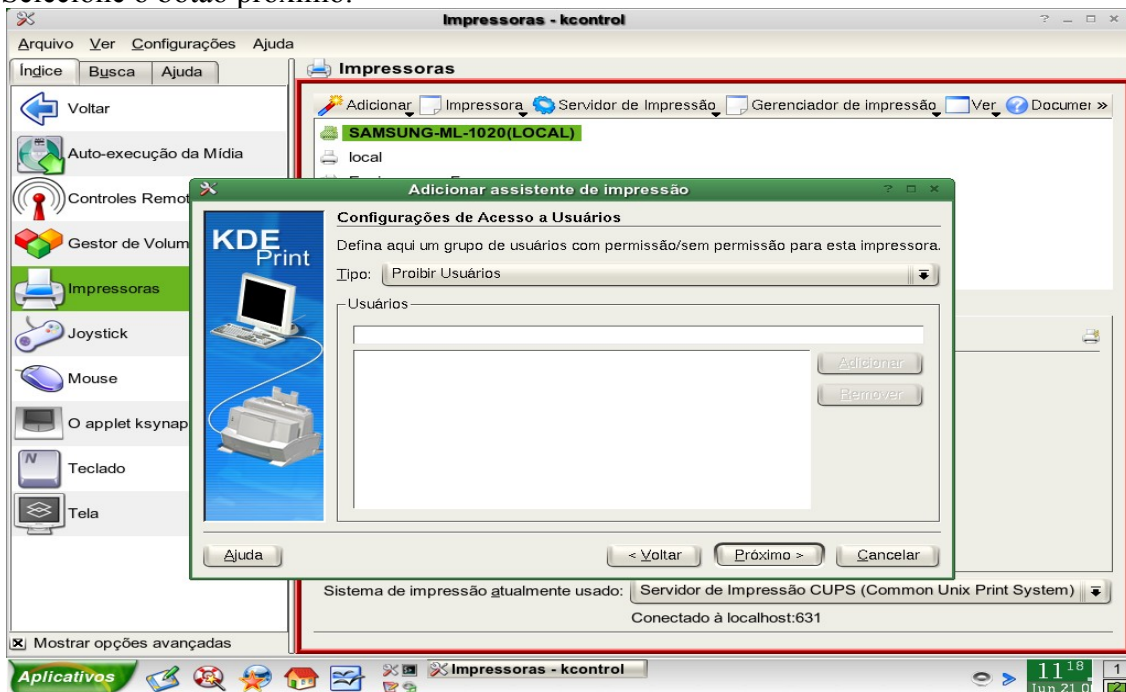 Selecione o botão próximo.
Impressoras - kcontrol
Arquivo Ver Configurações Ajuda
Índice Busca Ajuda
Impressoras
Voltar
Auto-execução da Mídia
Controles Remot
Gestor de Volum
Impressoras
Joystick
Mouse
O applet ksynap
Teclado
Tela
Mostrar opções avançadas
Adicionar Impressora Servidor de Impressão Gerenciador de impressão Ver Documei »
SAMSUNG-ML-1020(LOCAL)
local
Adicionar assistente de impressão
KDE
Print
Configurações de Acesso a Usuários
Defina aqui um grupo de usuários com permissão/sem permissão para esta impressora.
Tipo: Proibir Usuários
Usuários
Adicionar
Remover
Ajuda < Voltar Próximo > Cancelar
Sistema de impressão atualmente usado: Servidor de Impressão CUPS (Common Unix Print System)
Conectado à localhost:631
Aplicativos
Impressoras - kcontrol
11 18
1
2